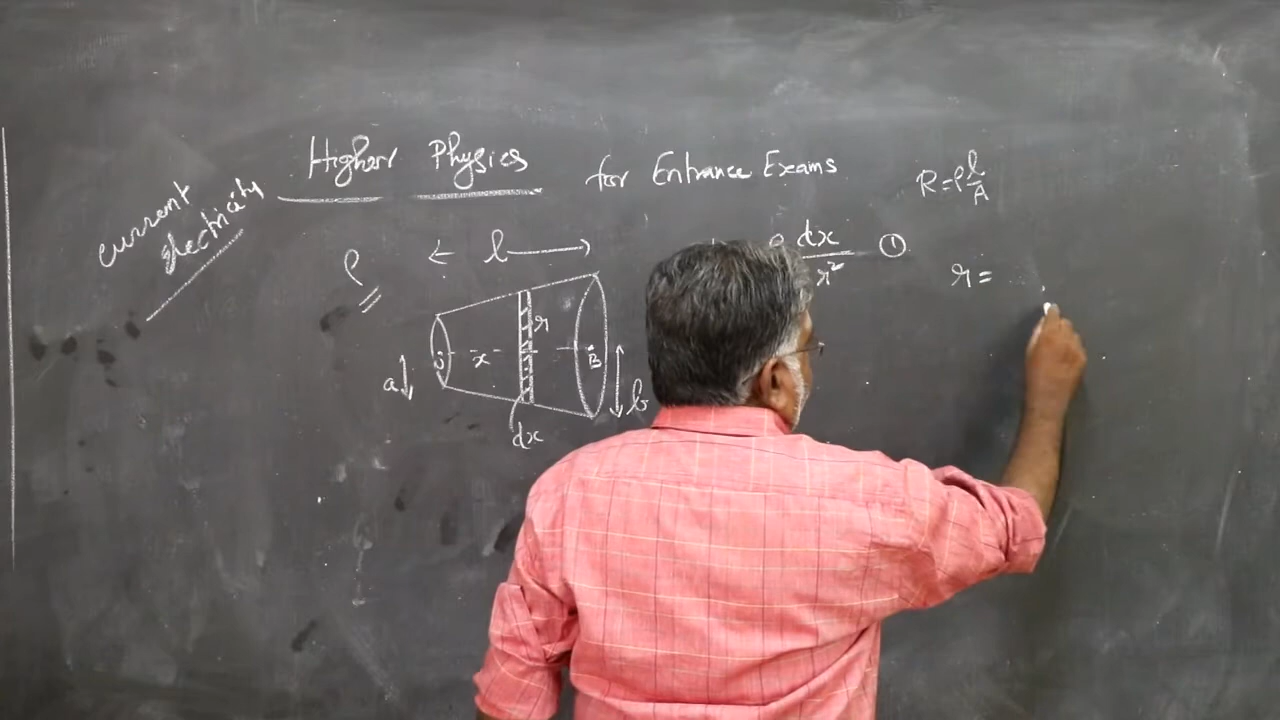 Higher Physics for Entrance Exams
current
electricity
R=ρl/A
ρ
← l →
dx/r² ①
r=
r
a
x
B
b
dx